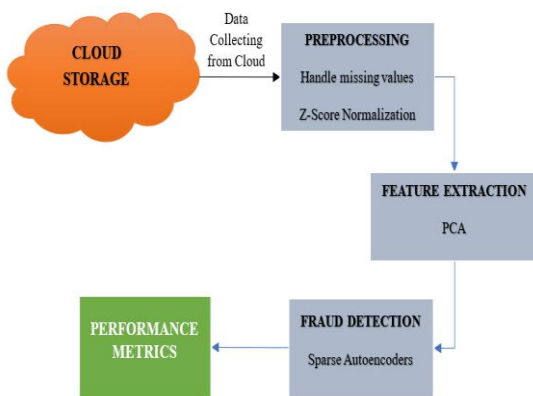 CLOUD
STORAGE
Data
Collecting
from Cloud
PREPROCESSING
Handle missing values
Z-Score Normalization
FEATURE EXTRACTION
PCA
FRAUD DETECTION
Sparse Autoencoders
PERFORMANCE
METRICS